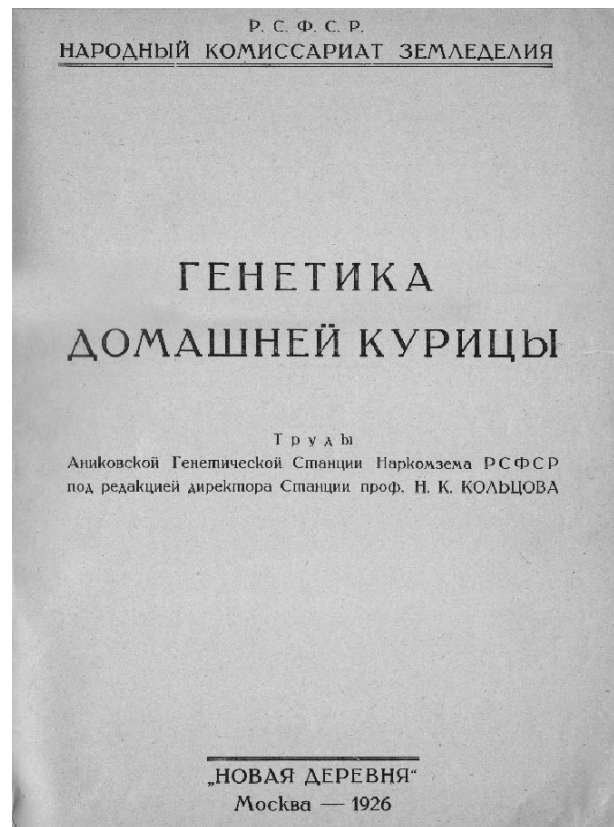 Р. С. Ф. С. Р.
НАРОДНЫЙ КОМИССАРИАТ ЗЕМЛЕДЕЛИЯ
ГЕНЕТИКА
ДОМАШНЕЙ КУРИЦЫ
Труды
Аниковской Генетической Станции Наркомзема РСФСР
под редакцией директора Станции проф. Н. К. КОЛЬЦОВА
„НОВАЯ ДЕРЕВНЯ“
Москва — 1926